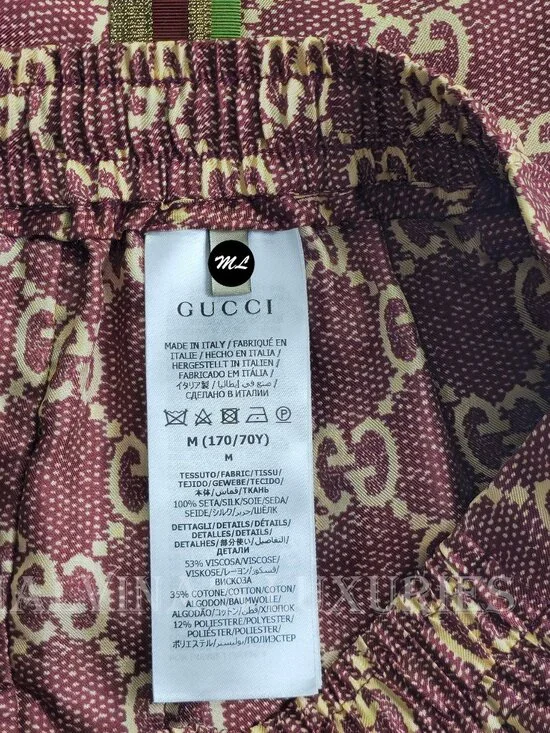 ML
GUCCI
MADE IN ITALY / FABRIQUÉ EN
ITALIE / HECHO EN ITALIA /
HERGESTELLT IN ITALIEN /
FABRICADO EM ITÁLIA /
イタリア製 / صنع في إيطاليا /
СДЕЛАНО В ИТАЛИИ
M (170/70Y)
M
TESSUTO/FABRIC/TISSU/
TEJIDO/GEWEBE/TECIDO/
本体/قماش/ТКАНЬ
100% SETA/SILK/SOIE/SEDA/
SEIDE/シルク/حرير/ШЁЛК
DETTAGLI/DETAILS/DÉTAILS/
DETALLES/DETAILS/
DETALHES/部分使い/التفاصيل/
ДЕТАЛИ
53% VISCOSA/VISCOSE/
VISKOSE/レーヨン/فسكوز/
ВИСКОЗА
35% COTONE/COTTON/COTON/
ALGODON/BAUMWOLLE/
ALGODÃO/コットン/قطن/ХЛОПОК
12% POLIESTERE/POLYESTER/
POLIÉSTER/POLYESTER/
ポリエステル/بوليستر/ПОЛИЭСТЕР